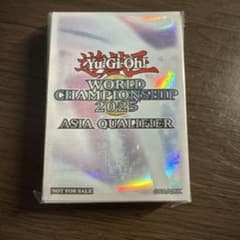 Yu-Gi-Oh!
WORLD
CHAMPIONSHIP
2025
ASIA QUALIFIER
NOT FOR SALE